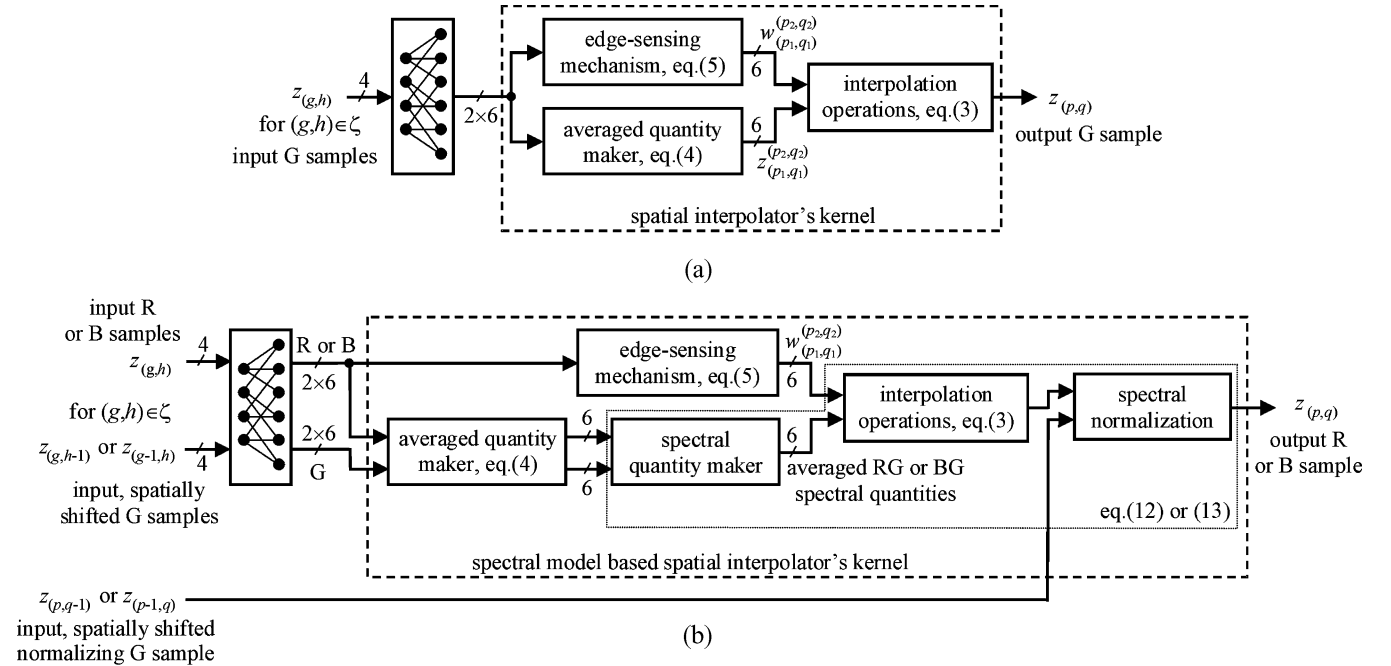 z(g,h)
for (g,h)∈ζ
input G samples
4
2×6
edge-sensing
mechanism, eq.(5)
averaged quantity
maker, eq.(4)
w(p1,q1)(p2,q2)
6
6
z(p1,q1)(p2,q2)
interpolation
operations, eq.(3)
z(p,q)
output G sample
spatial interpolator's kernel
(a)
input R
or B samples
z(g,h)
4
for (g,h)∈ζ
z(g,h-1) or z(g-1,h)
4
input, spatially
shifted G samples
R or B
2×6
2×6
G
edge-sensing
mechanism, eq.(5)
w(p1,q1)(p2,q2)
6
averaged quantity
maker, eq.(4)
6
6
spectral
quantity maker
6
averaged RG or BG
spectral quantities
interpolation
operations, eq.(3)
spectral
normalization
z(p,q)
output R
or B sample
eq.(12) or (13)
spectral model based spatial interpolator's kernel
z(p,q-1) or z(p-1,q)
input, spatially shifted
normalizing G sample
(b)